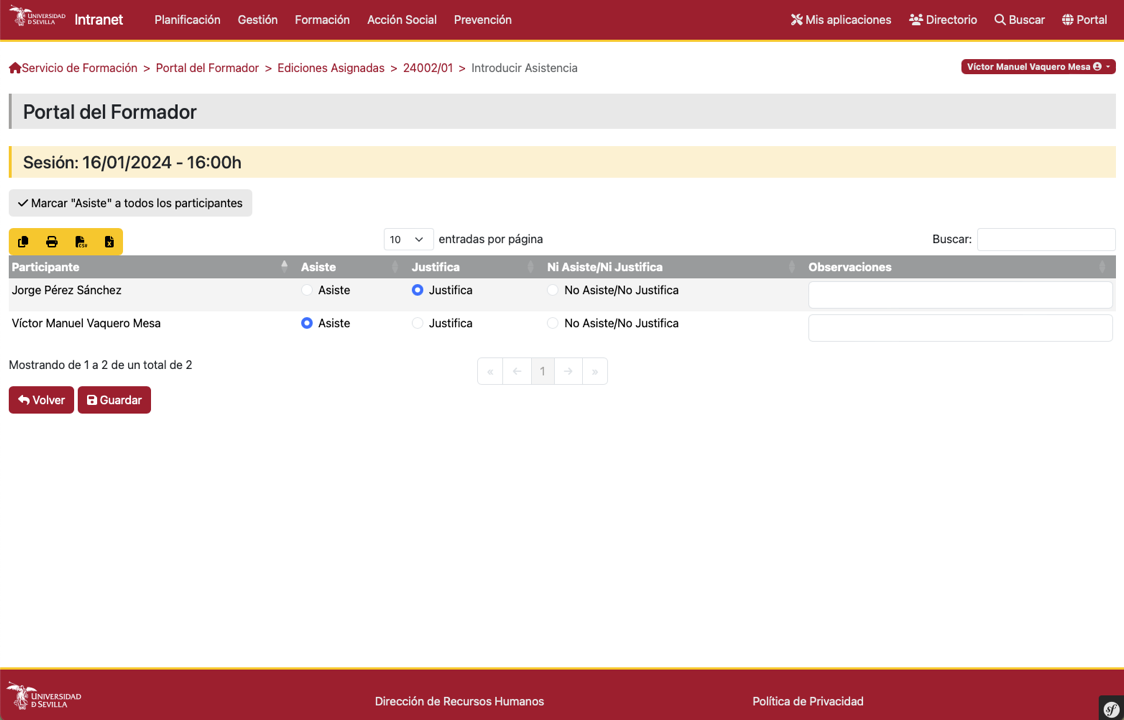 UNIVERSIDAD
D SEVILLA
Intranet
Planificación
Gestión
Formación
Acción Social
Prevención
Mis aplicaciones
Directorio
Buscar
Portal
Servicio de Formación > Portal del Formador > Ediciones Asignadas > 24002/01 > Introducir Asistencia
Víctor Manuel Vaquero Mesa
Portal del Formador
Sesión: 16/01/2024 - 16:00h
Marcar "Asiste" a todos los participantes
CSV
10 entradas por página
Buscar:
Participante Asiste Justifica Ni Asiste/Ni Justifica Observaciones
Jorge Pérez Sánchez Asiste Justifica No Asiste/No Justifica
Víctor Manuel Vaquero Mesa Asiste Justifica No Asiste/No Justifica
Mostrando de 1 a 2 de un total de 2
« ← 1 → »
Volver
Guardar
UNIVERSIDAD
D SEVILLA
Dirección de Recursos Humanos
Política de Privacidad
sf